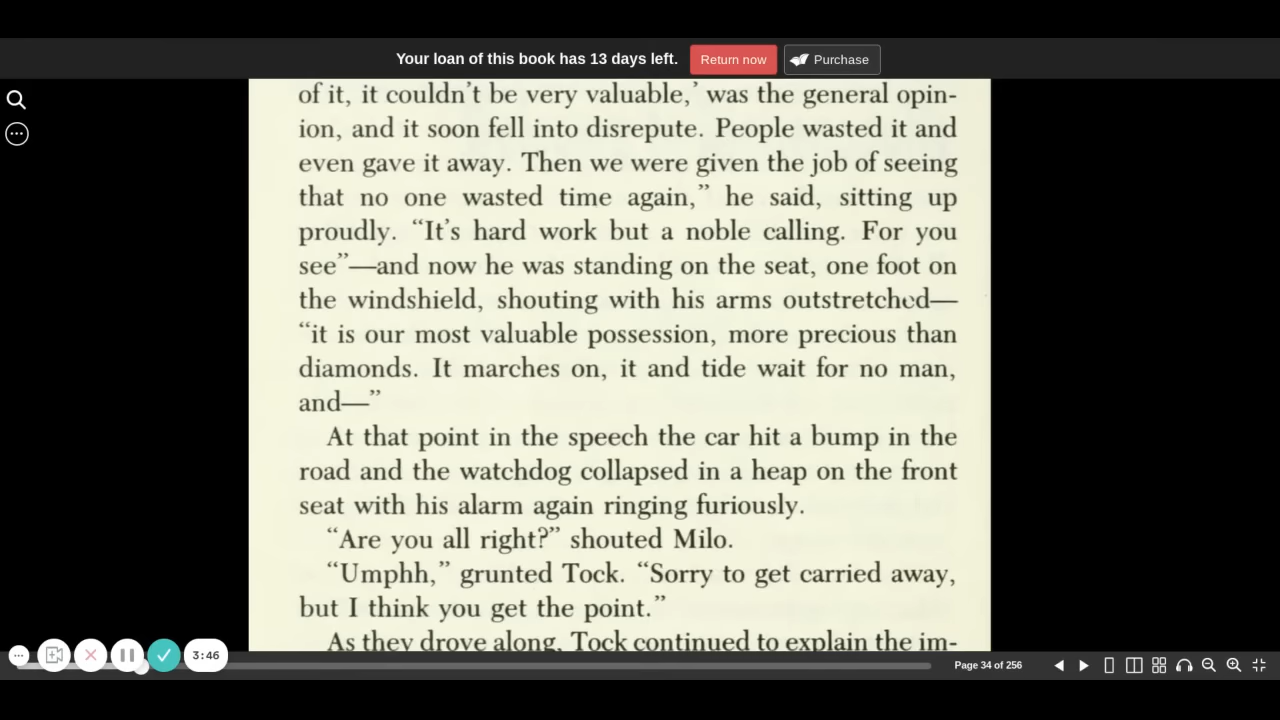 Your loan of this book has 13 days left. Return now Purchase
of it, it couldn't be very valuable,' was the general opin-
ion, and it soon fell into disrepute. People wasted it and
even gave it away. Then we were given the job of seeing
that no one wasted time again,” he said, sitting up
proudly. “It's hard work but a noble calling. For you
see”—and now he was standing on the seat, one foot on
the windshield, shouting with his arms outstretched—
“it is our most valuable possession, more precious than
diamonds. It marches on, it and tide wait for no man,
and—”
At that point in the speech the car hit a bump in the
road and the watchdog collapsed in a heap on the front
seat with his alarm again ringing furiously.
“Are you all right?” shouted Milo.
“Umphh,” grunted Tock. “Sorry to get carried away,
but I think you get the point.”
As they drove along, Tock continued to explain the im-
3:46
Page 34 of 256